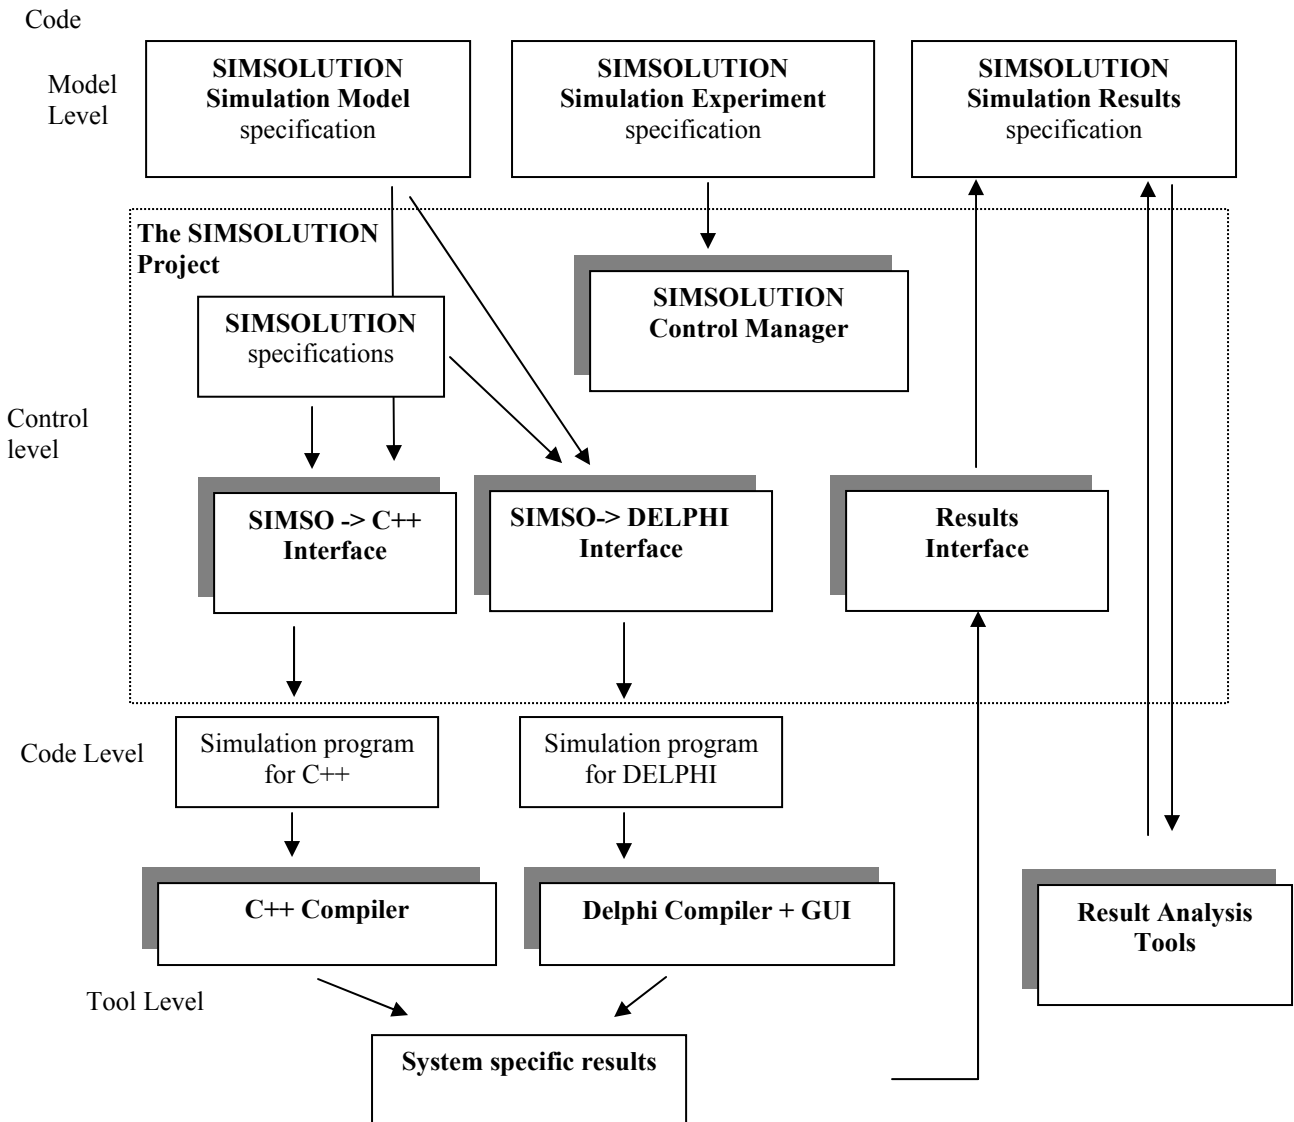 Code
Model
Level
SIMSOLUTION
Simulation Model
specification
SIMSOLUTION
Simulation Experiment
specification
SIMSOLUTION
Simulation Results
specification
The SIMSOLUTION
Project
SIMSOLUTION
Control Manager
SIMSOLUTION
specifications
Control
level
SIMSO -> C++
Interface
SIMSO-> DELPHI
Interface
Results
Interface
Code Level
Simulation program
for C++
Simulation program
for DELPHI
C++ Compiler
Delphi Compiler + GUI
Result Analysis
Tools
Tool Level
System specific results